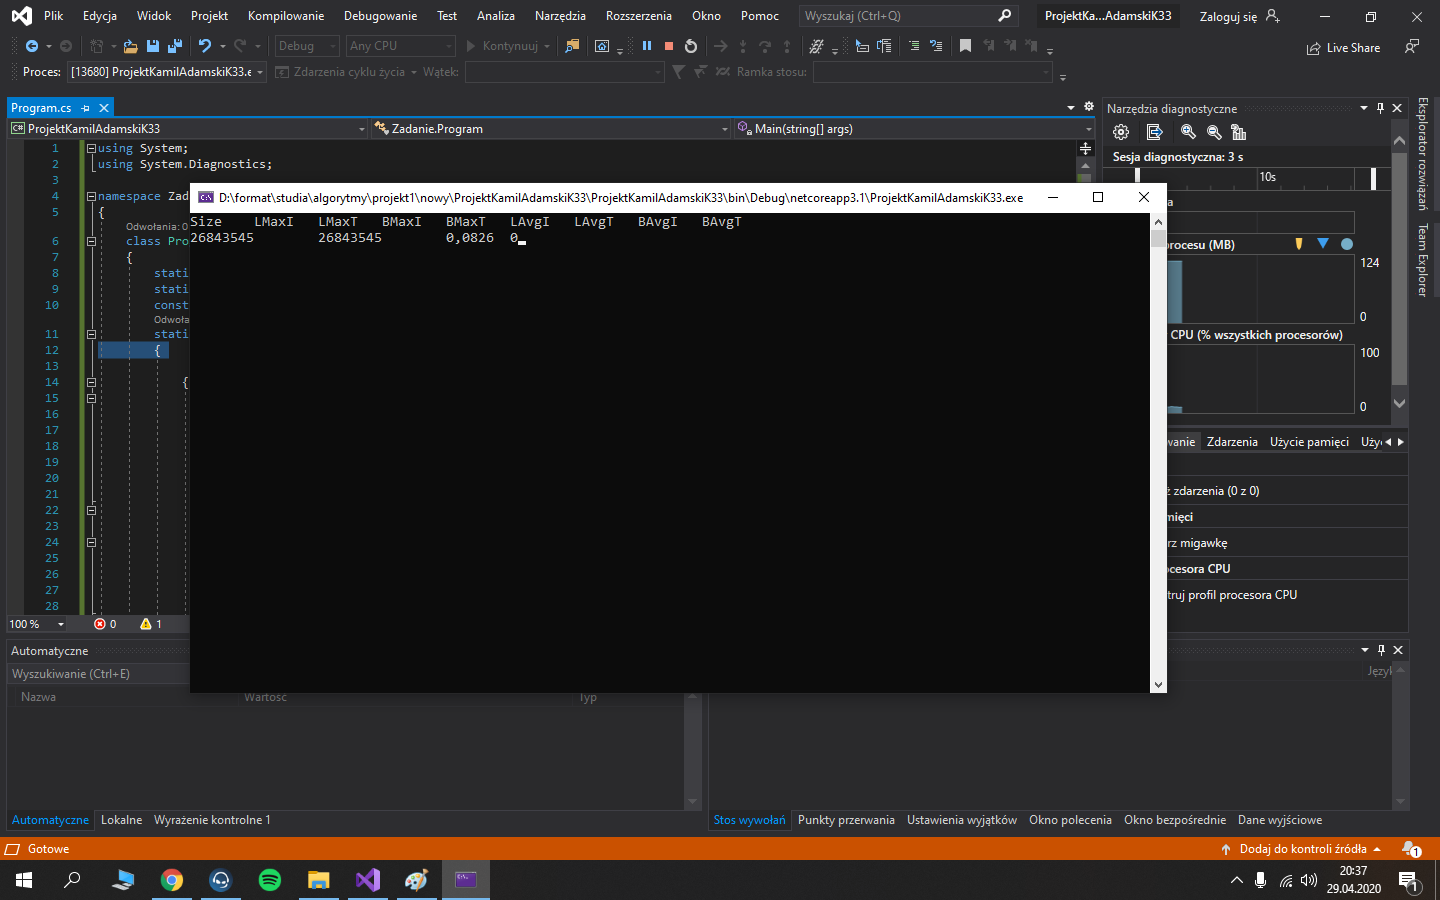 Plik Edycja Widok Projekt Kompilowanie Debugowanie Test Analiza Narzędzia Rozszerzenia Okno Pomoc Wyszukaj (Ctrl+Q) ProjektKa...AdamskiK33 Zaloguj się
Debug Any CPU Kontynuuj Live Share
Proces: [13680] ProjektKamilAdamskiK33.e Zdarzenia cyklu życia Wątek: Ramka stosu:
Program.cs
ProjektKamilAdamskiK33 Zadanie.Program Main(string[] args)
1 using System;
2 using System.Diagnostics;
3
4 namespace Zad
5 {
Odwołania: 0
6 class Pro
7 {
8 stati
9 stati
10 const
Odwoła
11 stati
12 {
13
14 {
15
16
17
18
19
20
21
22
23
24
25
26
27
28
100 % 0 1
D:\format\studia\algorytmy\projekt1\nowy\ProjektKamilAdamskiK33\ProjektKamilAdamskiK33\bin\Debug\netcoreapp3.1\ProjektKamilAdamskiK33.exe
Size LMaxI LMaxT BMaxI BMaxT LAvgI LAvgT BAvgI BAvgT
26843545 26843545 0,0826 0
Narzędzia diagnostyczne
Sesja diagnostyczna: 3 s
10s
a
procesu (MB)
124
0
CPU (% wszystkich procesorów)
100
0
wanie Zdarzenia Użycie pamięci Użyc
ż zdarzenia (0 z 0)
mięci
rz migawkę
ocesora CPU
truj profil procesora CPU
Eksplorator rozwiązań
Team Explorer
Automatyczne
Wyszukiwanie (Ctrl+E)
Nazwa Wartość Typ
Język
Automatyczne Lokalne Wyrażenie kontrolne 1
Stos wywołań Punkty przerwania Ustawienia wyjątków Okno polecenia Okno bezpośrednie Dane wyjściowe
Gotowe Dodaj do kontroli źródła 1
20:37
29.04.2020
1